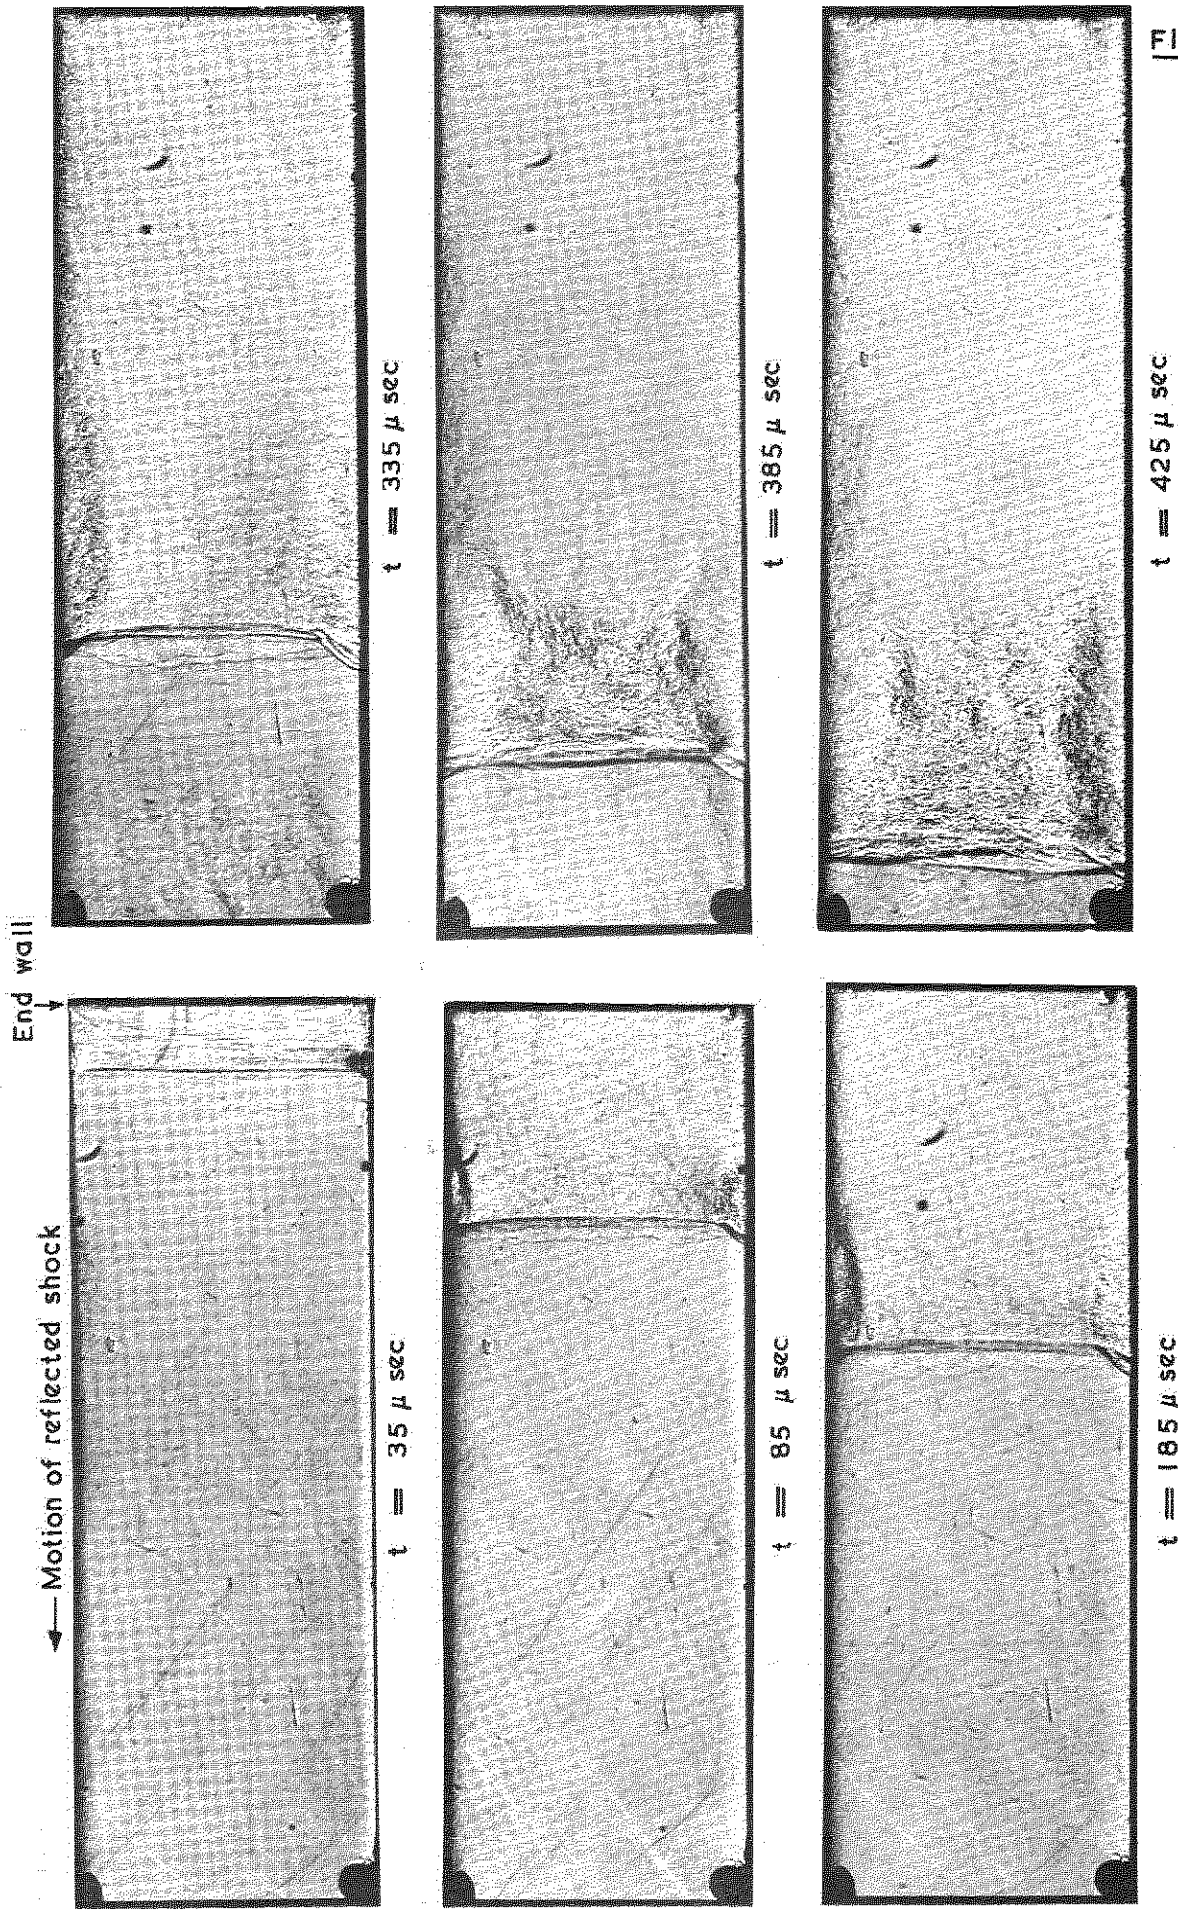 End wall
Motion of reflected shock
t = 35 μ sec
t = 85 μ sec
t = 185 μ sec
t = 335 μ sec
t = 385 μ sec
t = 425 μ sec